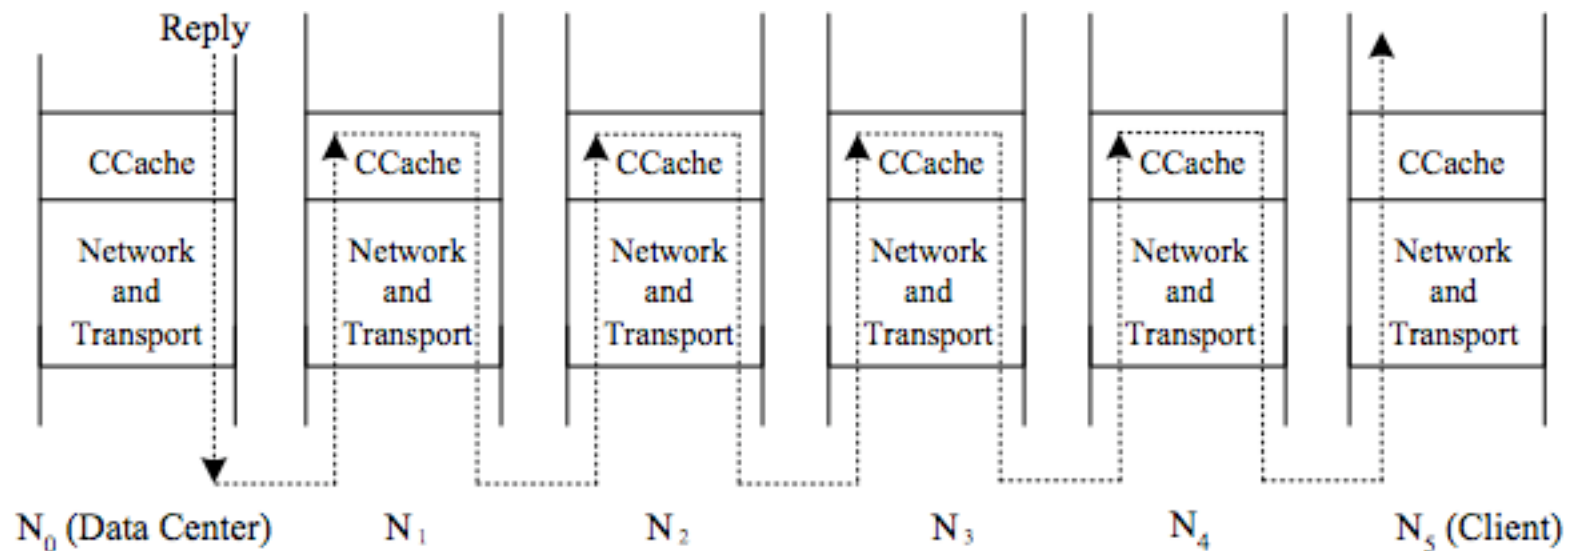 Reply
CCache CCache CCache CCache CCache CCache
Network Network Network Network Network Network
and and and and and and
Transport Transport Transport Transport Transport Transport
N₀ (Data Center) N₁ N₂ N₃ N₄ N₅ (Client)